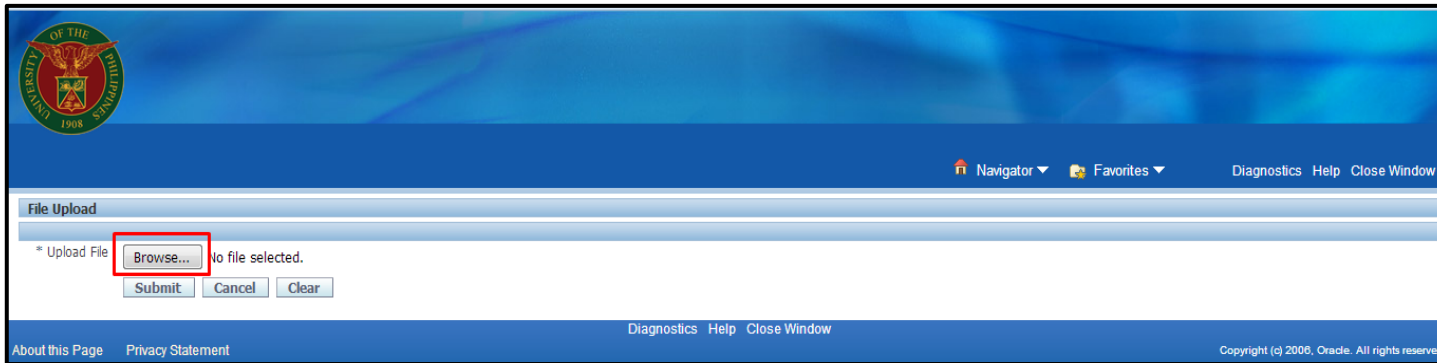 UNIVERSITY OF THE PHILIPPINES
1908
Navigator Favorites Diagnostics Help Close Window
File Upload
* Upload File Browse... No file selected.
Submit Cancel Clear
Diagnostics Help Close Window
About this Page Privacy Statement Copyright (c) 2006, Oracle. All rights reserve